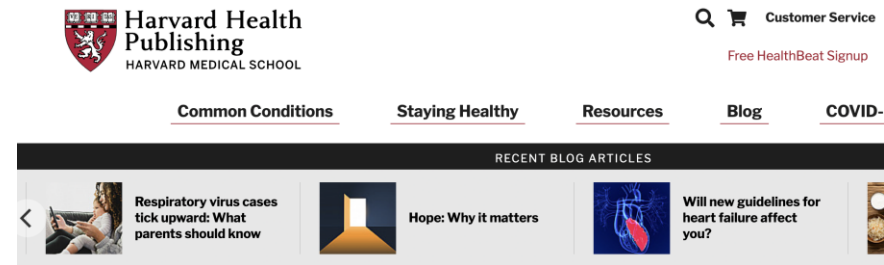 Harvard Health
Publishing
HARVARD MEDICAL SCHOOL
Customer Service
Free HealthBeat Signup
Common Conditions
Staying Healthy
Resources
Blog
COVID-
RECENT BLOG ARTICLES
Respiratory virus cases
tick upward: What
parents should know
Hope: Why it matters
Will new guidelines for
heart failure affect
you?